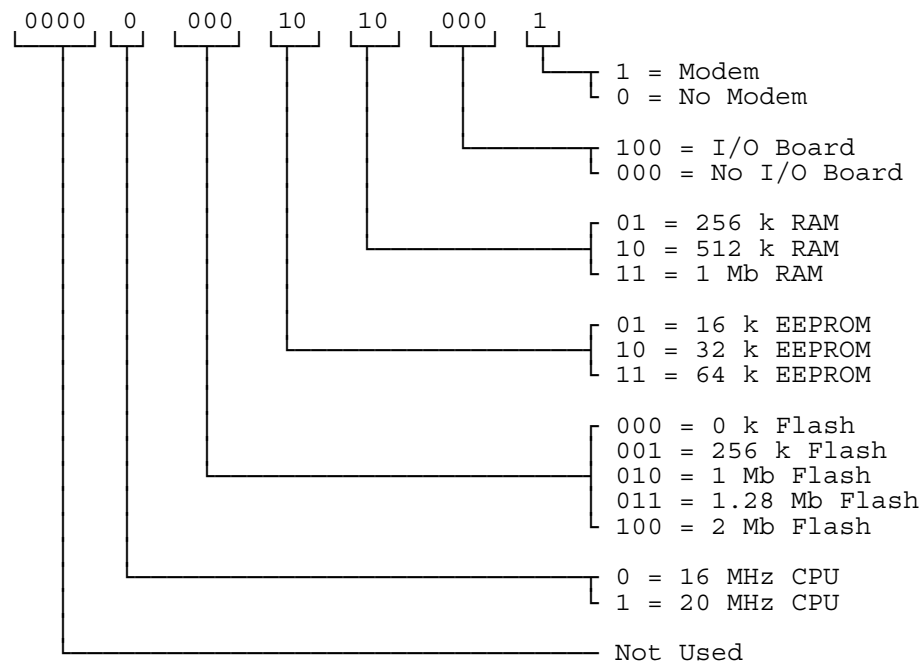 0000 0 000 10 10 000 1
1 = Modem
0 = No Modem
100 = I/O Board
000 = No I/O Board
01 = 256 k RAM
10 = 512 k RAM
11 = 1 Mb RAM
01 = 16 k EEPROM
10 = 32 k EEPROM
11 = 64 k EEPROM
000 = 0 k Flash
001 = 256 k Flash
010 = 1 Mb Flash
011 = 1.28 Mb Flash
100 = 2 Mb Flash
0 = 16 MHz CPU
1 = 20 MHz CPU
Not Used